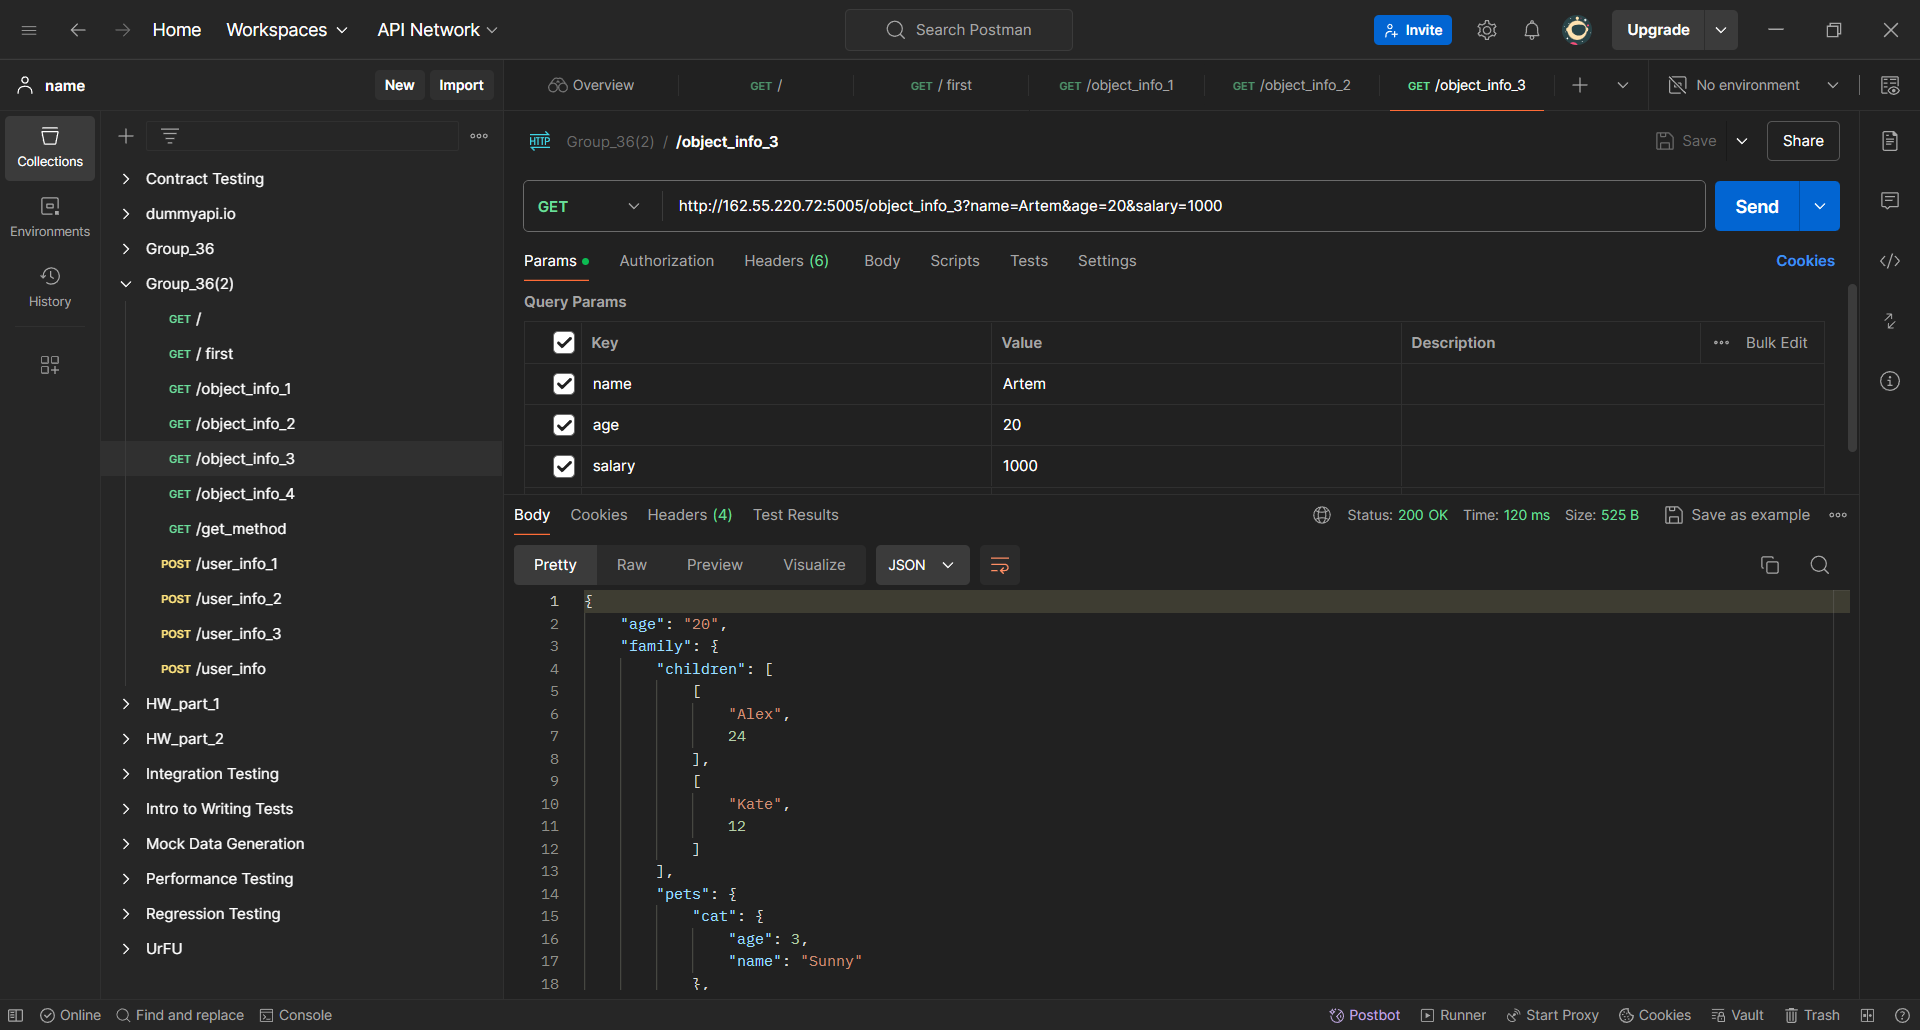 Home Workspaces API Network Search Postman Invite Upgrade
name New Import
Overview GET / GET / first GET /object_info_1 GET /object_info_2 GET /object_info_3 No environment
Collections
Environments
History
Contract Testing
dummyapi.io
Group_36
Group_36(2)
GET /
GET / first
GET /object_info_1
GET /object_info_2
GET /object_info_3
GET /object_info_4
GET /get_method
POST /user_info_1
POST /user_info_2
POST /user_info_3
POST /user_info
HW_part_1
HW_part_2
Integration Testing
Intro to Writing Tests
Mock Data Generation
Performance Testing
Regression Testing
UrFU
HTTP Group_36(2) / /object_info_3 Save Share
GET http://162.55.220.72:5005/object_info_3?name=Artem&age=20&salary=1000 Send
Params Authorization Headers (6) Body Scripts Tests Settings Cookies
Query Params
Key Value Description Bulk Edit
name Artem
age 20
salary 1000
Body Cookies Headers (4) Test Results Status: 200 OK Time: 120 ms Size: 525 B Save as example
Pretty Raw Preview Visualize JSON
1 {
2 "age": "20",
3 "family": {
4 "children": [
5 [
6 "Alex",
7 24
8 ],
9 [
10 "Kate",
11 12
12 ]
13 ],
14 "pets": {
15 "cat": {
16 "age": 3,
17 "name": "Sunny"
18 },
Online Find and replace Console Postbot Runner Start Proxy Cookies Vault Trash